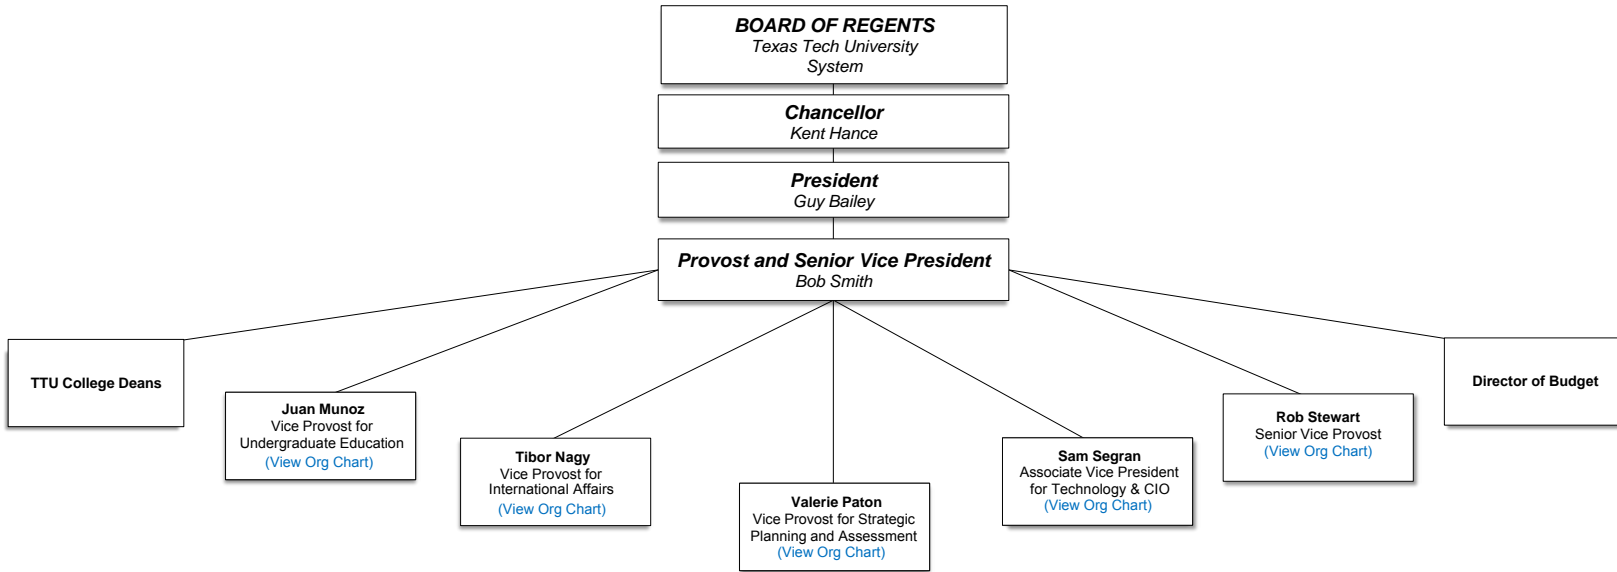 BOARD OF REGENTS
Texas Tech University
System
Chancellor
Kent Hance
President
Guy Bailey
Provost and Senior Vice President
Bob Smith
TTU College Deans
Juan Munoz
Vice Provost for
Undergraduate Education
(View Org Chart)
Tibor Nagy
Vice Provost for
International Affairs
(View Org Chart)
Valerie Paton
Vice Provost for Strategic
Planning and Assessment
(View Org Chart)
Sam Segran
Associate Vice President
for Technology & CIO
(View Org Chart)
Rob Stewart
Senior Vice Provost
(View Org Chart)
Director of Budget